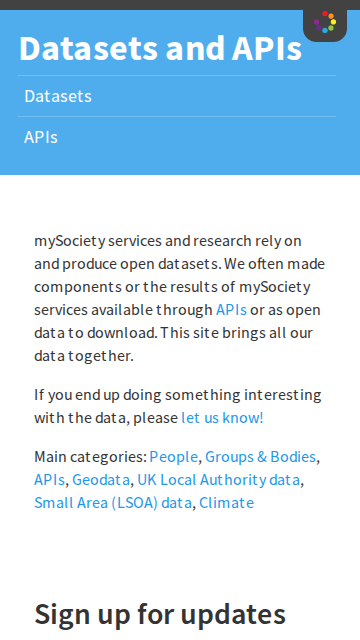 Datasets and APIs
Datasets
APIs
mySociety services and research rely on
and produce open datasets. We often made
components or the results of mySociety
services available through APIs or as open
data to download. This site brings all our
data together.
If you end up doing something interesting
with the data, please let us know!
Main categories: People, Groups & Bodies,
APIs, Geodata, UK Local Authority data,
Small Area (LSOA) data, Climate
Sign up for updates